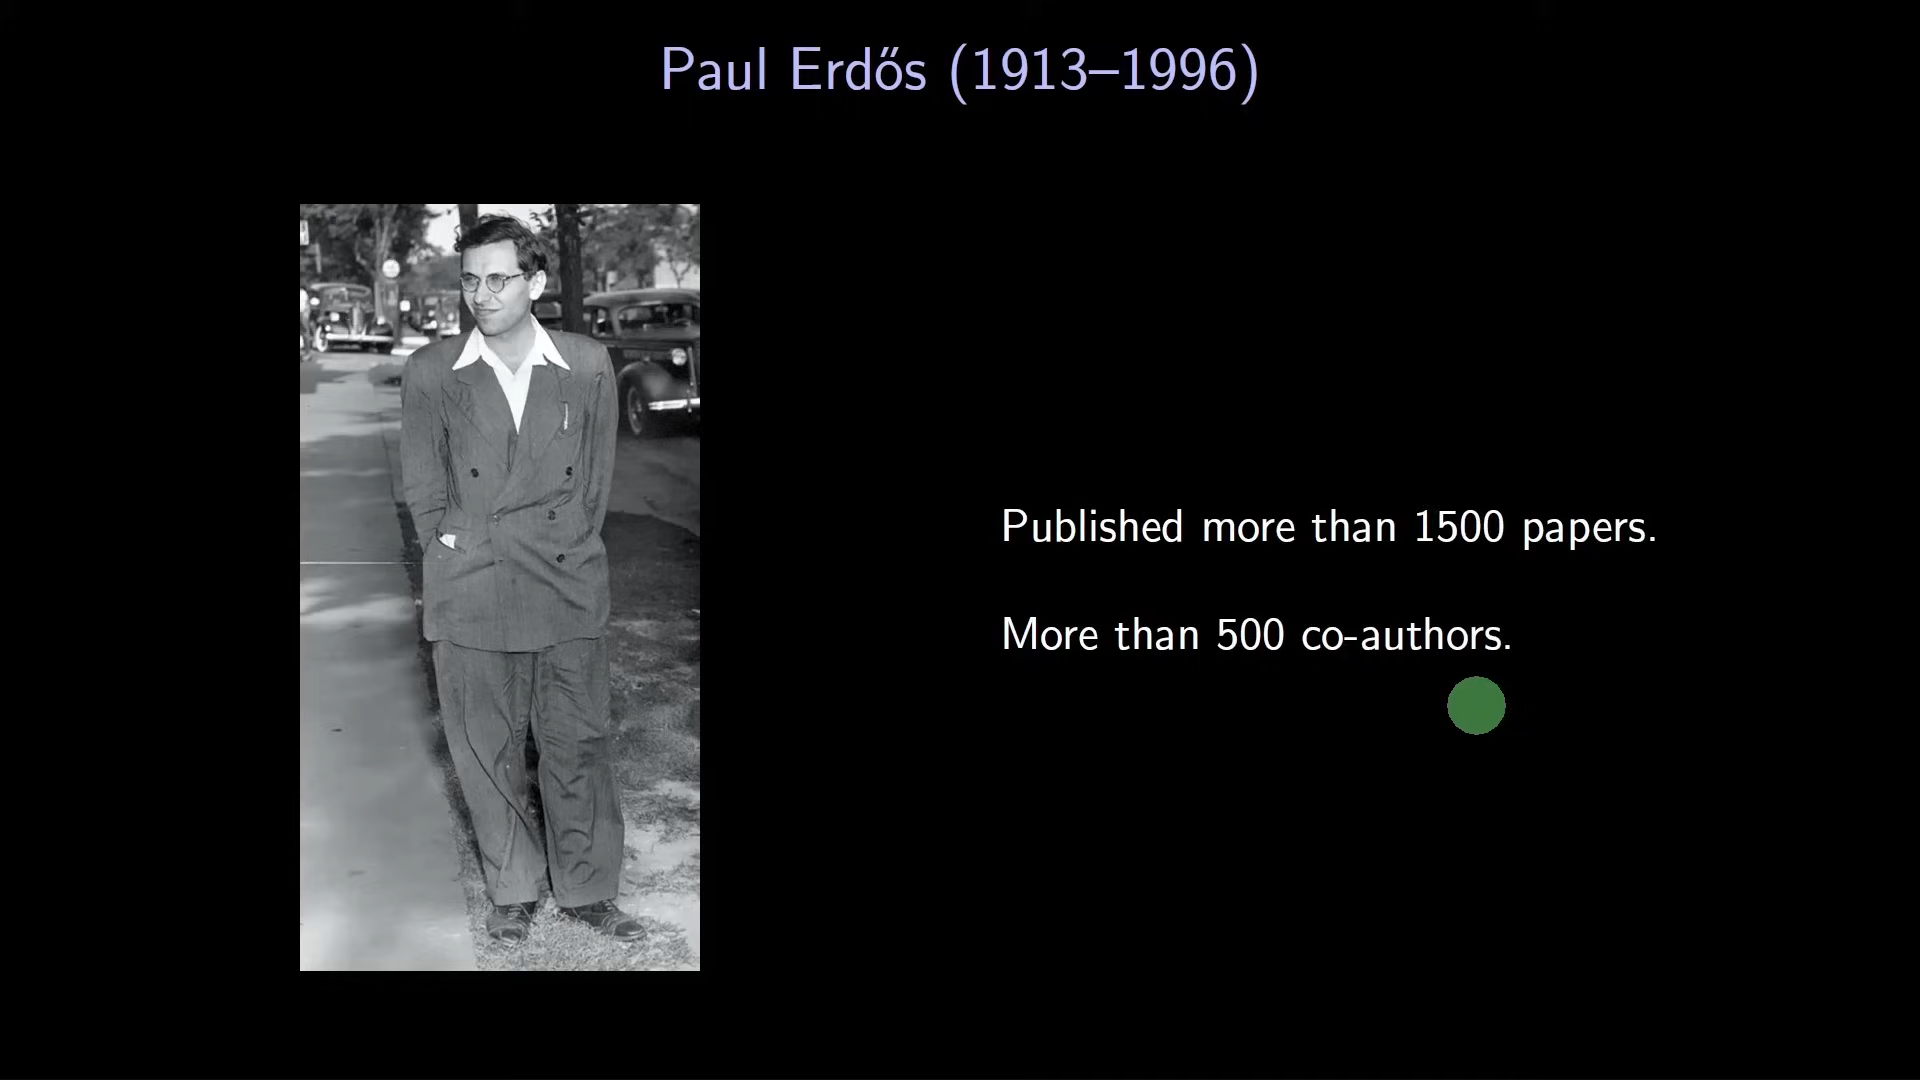 Paul Erdős (1913–1996)
Published more than 1500 papers.
More than 500 co-authors.